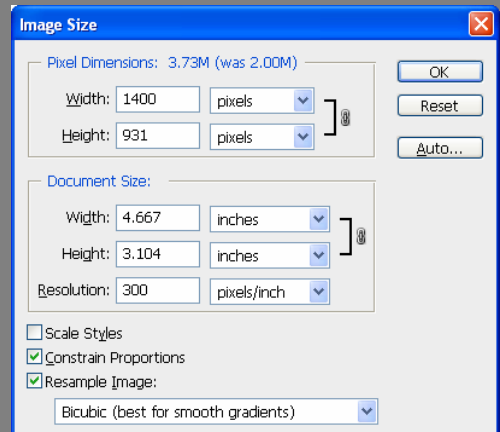 Image Size
Pixel Dimensions: 3.73M (was 2.00M)
OK
Width: 1400 pixels
Reset
Height: 931 pixels
Auto...
Document Size:
Width: 4.667 inches
Height: 3.104 inches
Resolution: 300 pixels/inch
Scale Styles
Constrain Proportions
Resample Image:
Bicubic (best for smooth gradients)